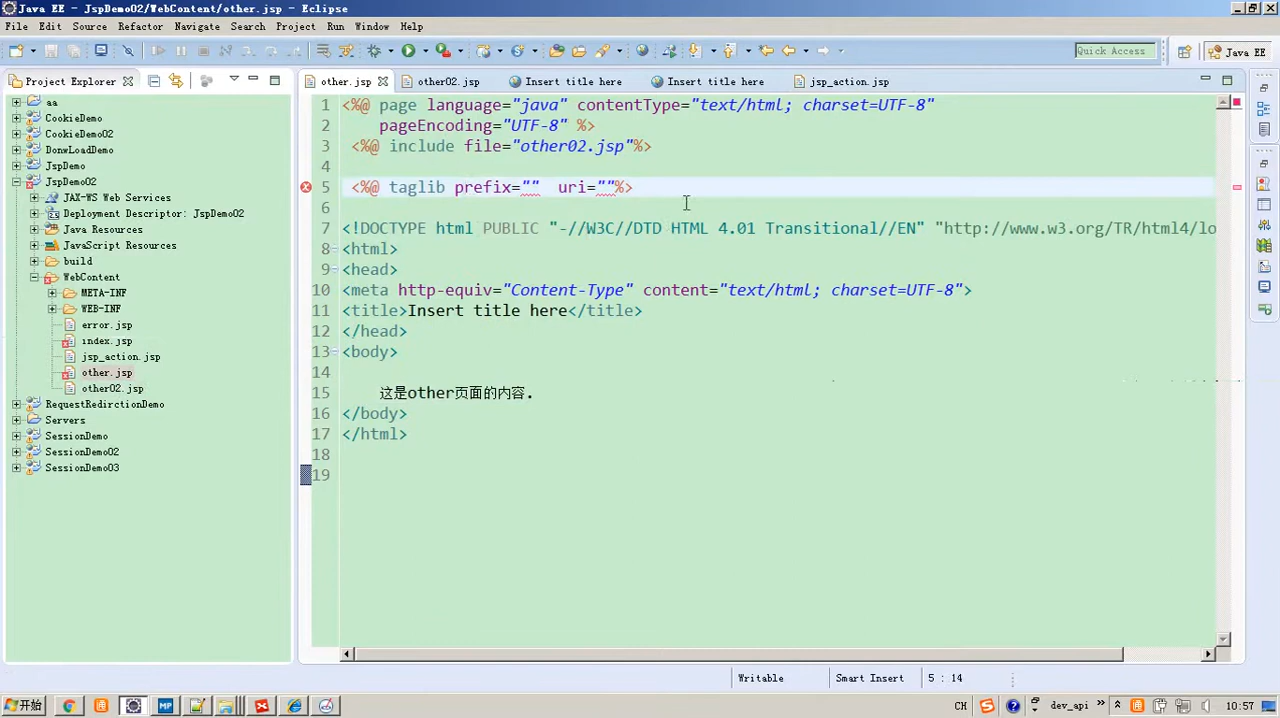 Java EE - JspDemo02/WebContent/other.jsp - Eclipse
File Edit Source Refactor Navigate Search Project Run Window Help
Quick Access
Java EE
Project Explorer
other.jsp
other02.jsp
Insert title here
Insert title here
jsp_action.jsp
aa
CookieDemo
CookieDemo02
DonwLoadDemo
JspDemo
JspDemo02
JAX-WS Web Services
Deployment Descriptor: JspDemo02
Java Resources
JavaScript Resources
build
WebContent
META-INF
WEB-INF
error.jsp
index.jsp
jsp_action.jsp
other.jsp
other02.jsp
RequestRedirctionDemo
Servers
SessionDemo
SessionDemo02
SessionDemo03
1 <%@ page language="java" contentType="text/html; charset=UTF-8"
2 pageEncoding="UTF-8" %>
3 <%@ include file="other02.jsp"%>
4
5 <%@ taglib prefix="" uri=""%>
6
7 <!DOCTYPE html PUBLIC "-//W3C//DTD HTML 4.01 Transitional//EN" "http://www.w3.org/TR/html4/lo
8 <html>
9 <head>
10 <meta http-equiv="Content-Type" content="text/html; charset=UTF-8">
11 <title>Insert title here</title>
12 </head>
13 <body>
14
15 这是other页面的内容.
16 </body>
17 </html>
18
19
Writable
Smart Insert
5 : 14
开始
CH
dev_api
10:57